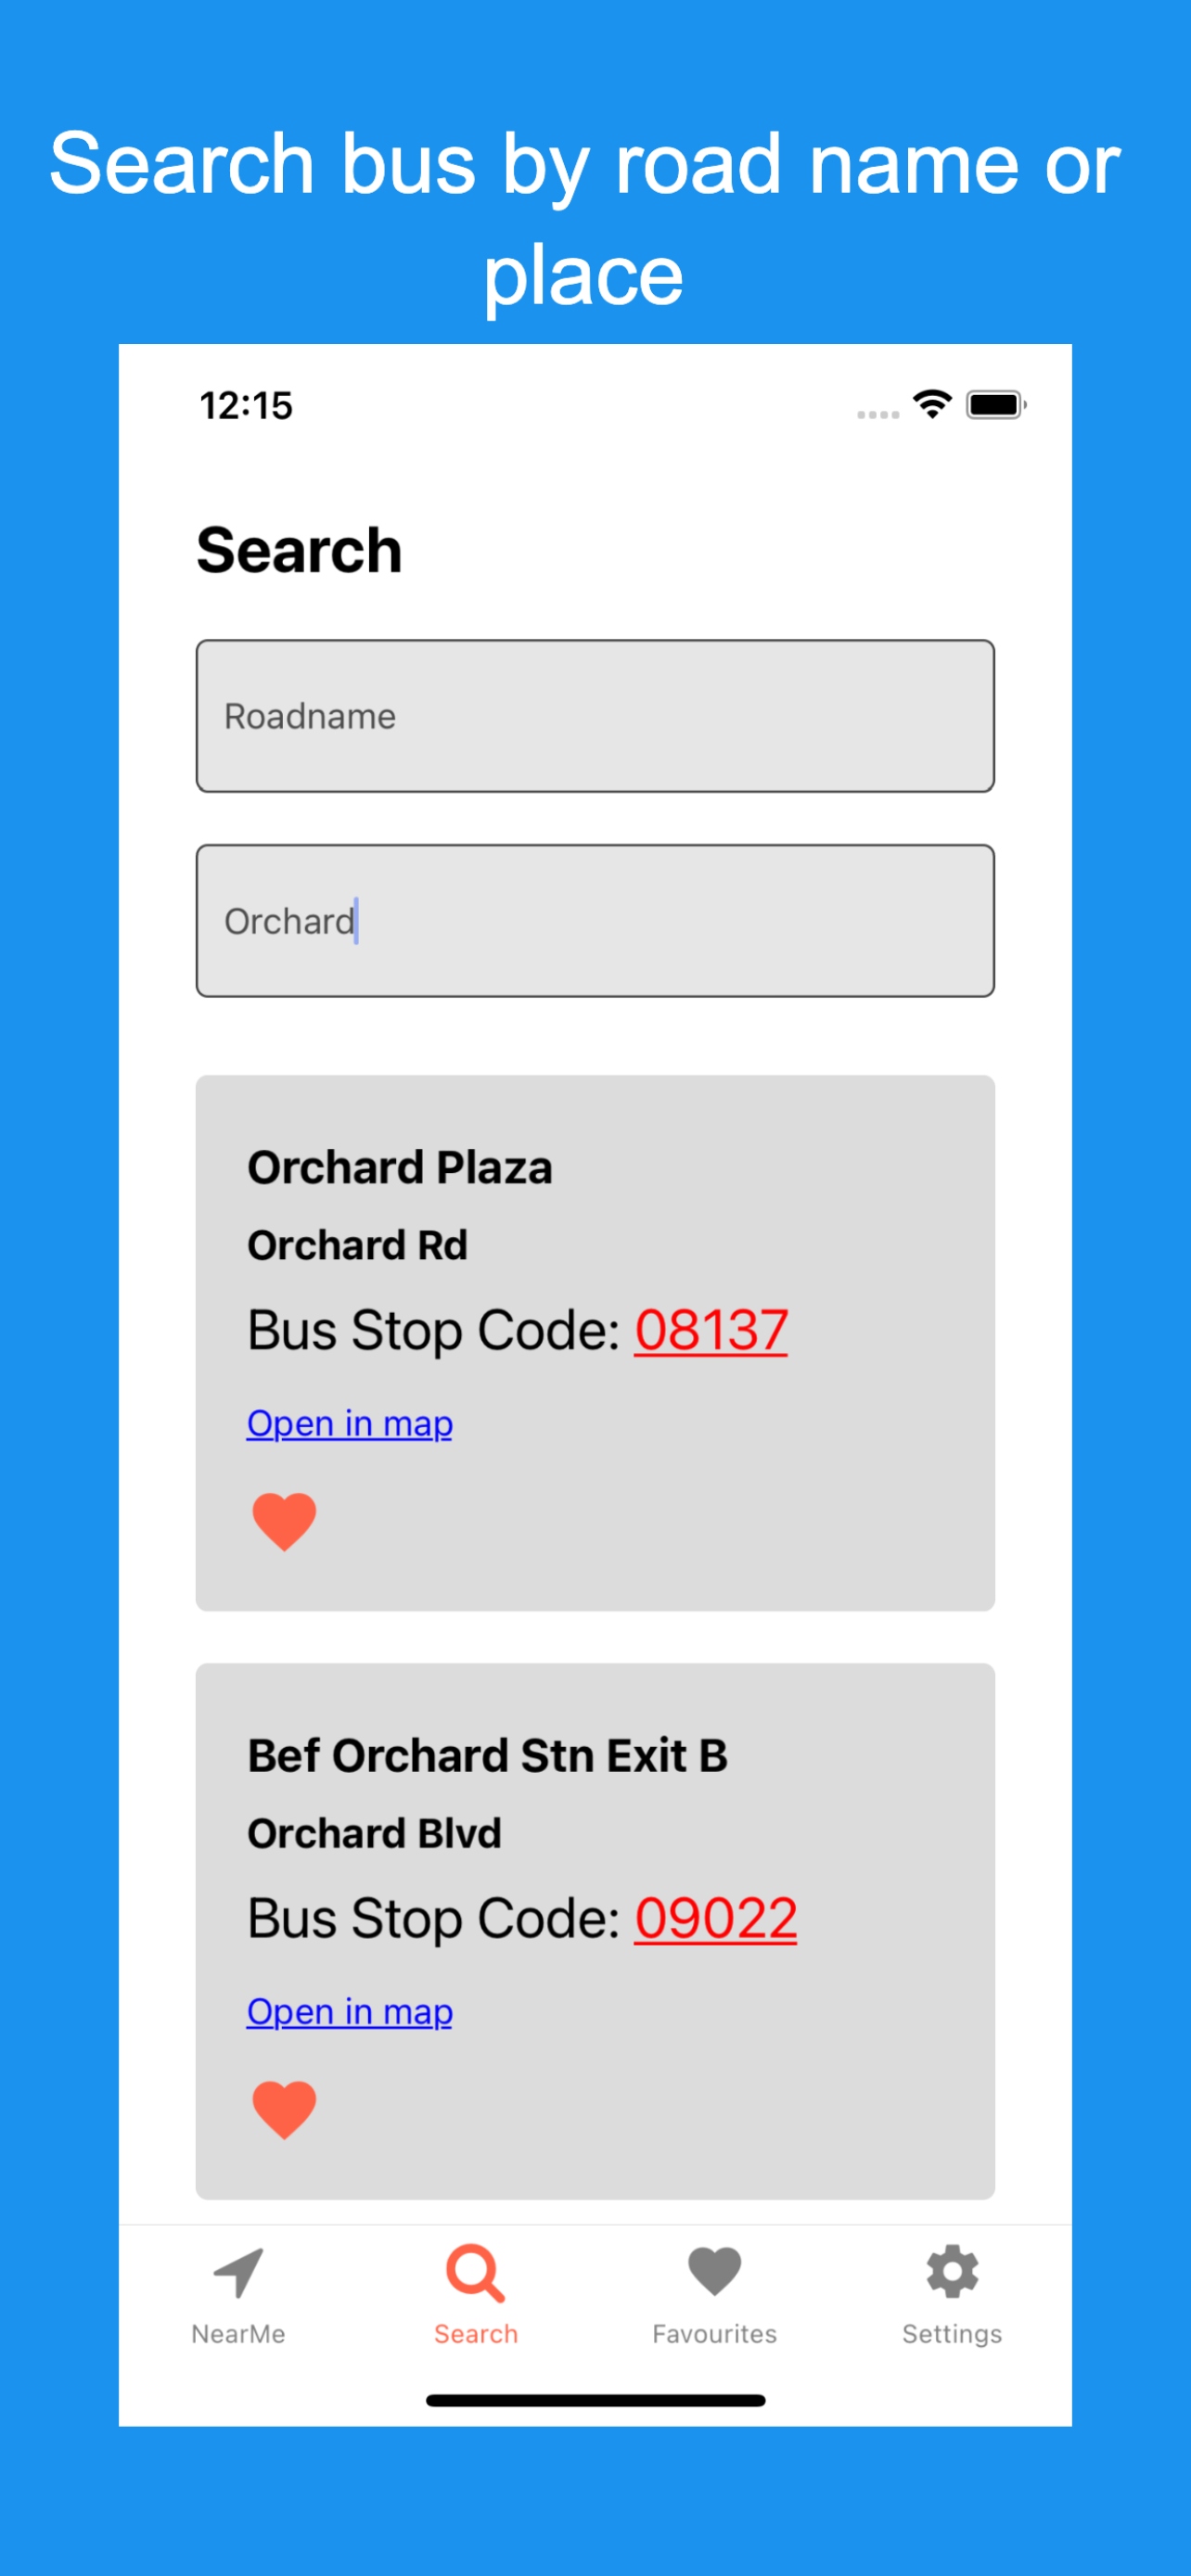 Search bus by road name or
place
12:15
Search
Roadname
Orchard
Orchard Plaza
Orchard Rd
Bus Stop Code: 08137
Open in map
Bef Orchard Stn Exit B
Orchard Blvd
Bus Stop Code: 09022
Open in map
NearMe Search Favourites Settings